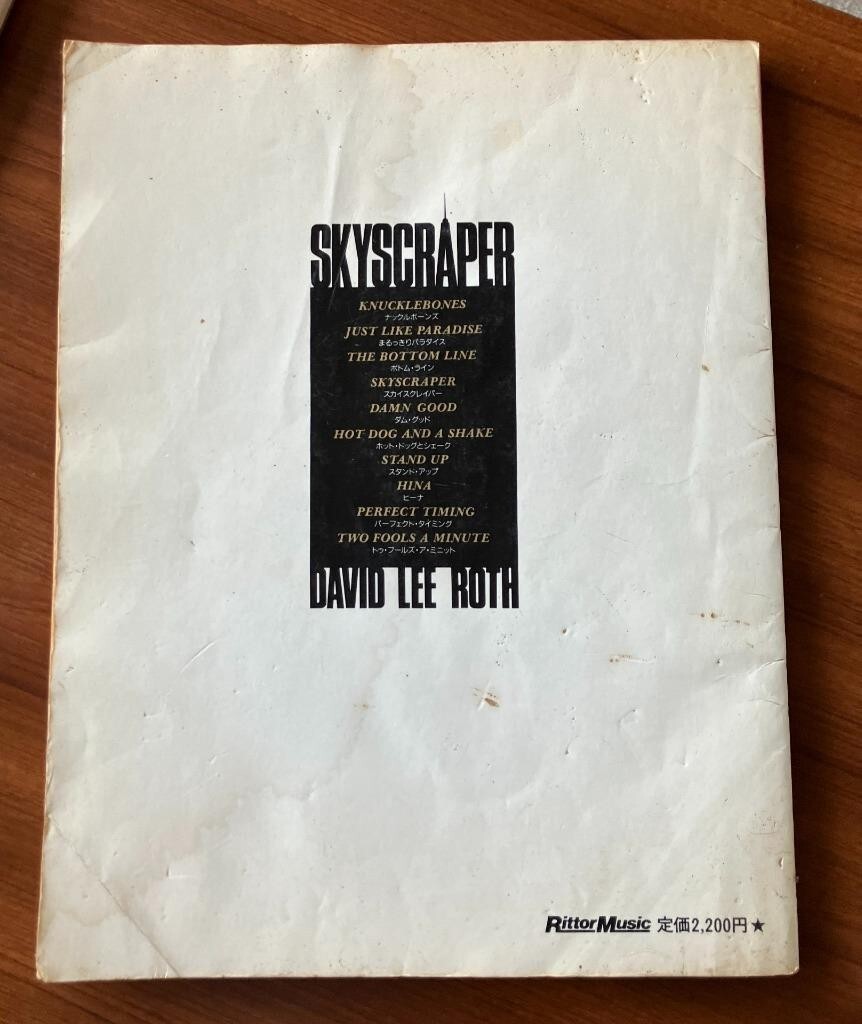 SKYSCRAPER
KNUCKLEBONES
ナックルボーンズ
JUST LIKE PARADISE
まるっきりパラダイス
THE BOTTOM LINE
ボトム・ライン
SKYSCRAPER
スカイスクレイパー
DAMN GOOD
ダム・グッド
HOT DOG AND A SHAKE
ホット・ドッグとシェーク
STAND UP
スタンド・アップ
HINA
ヒーナ
PERFECT TIMING
パーフェクト・タイミング
TWO FOOLS A MINUTE
トゥ・フールズ・ア・ミニット
DAVID LEE ROTH
RittorMusic 定価2,200円★